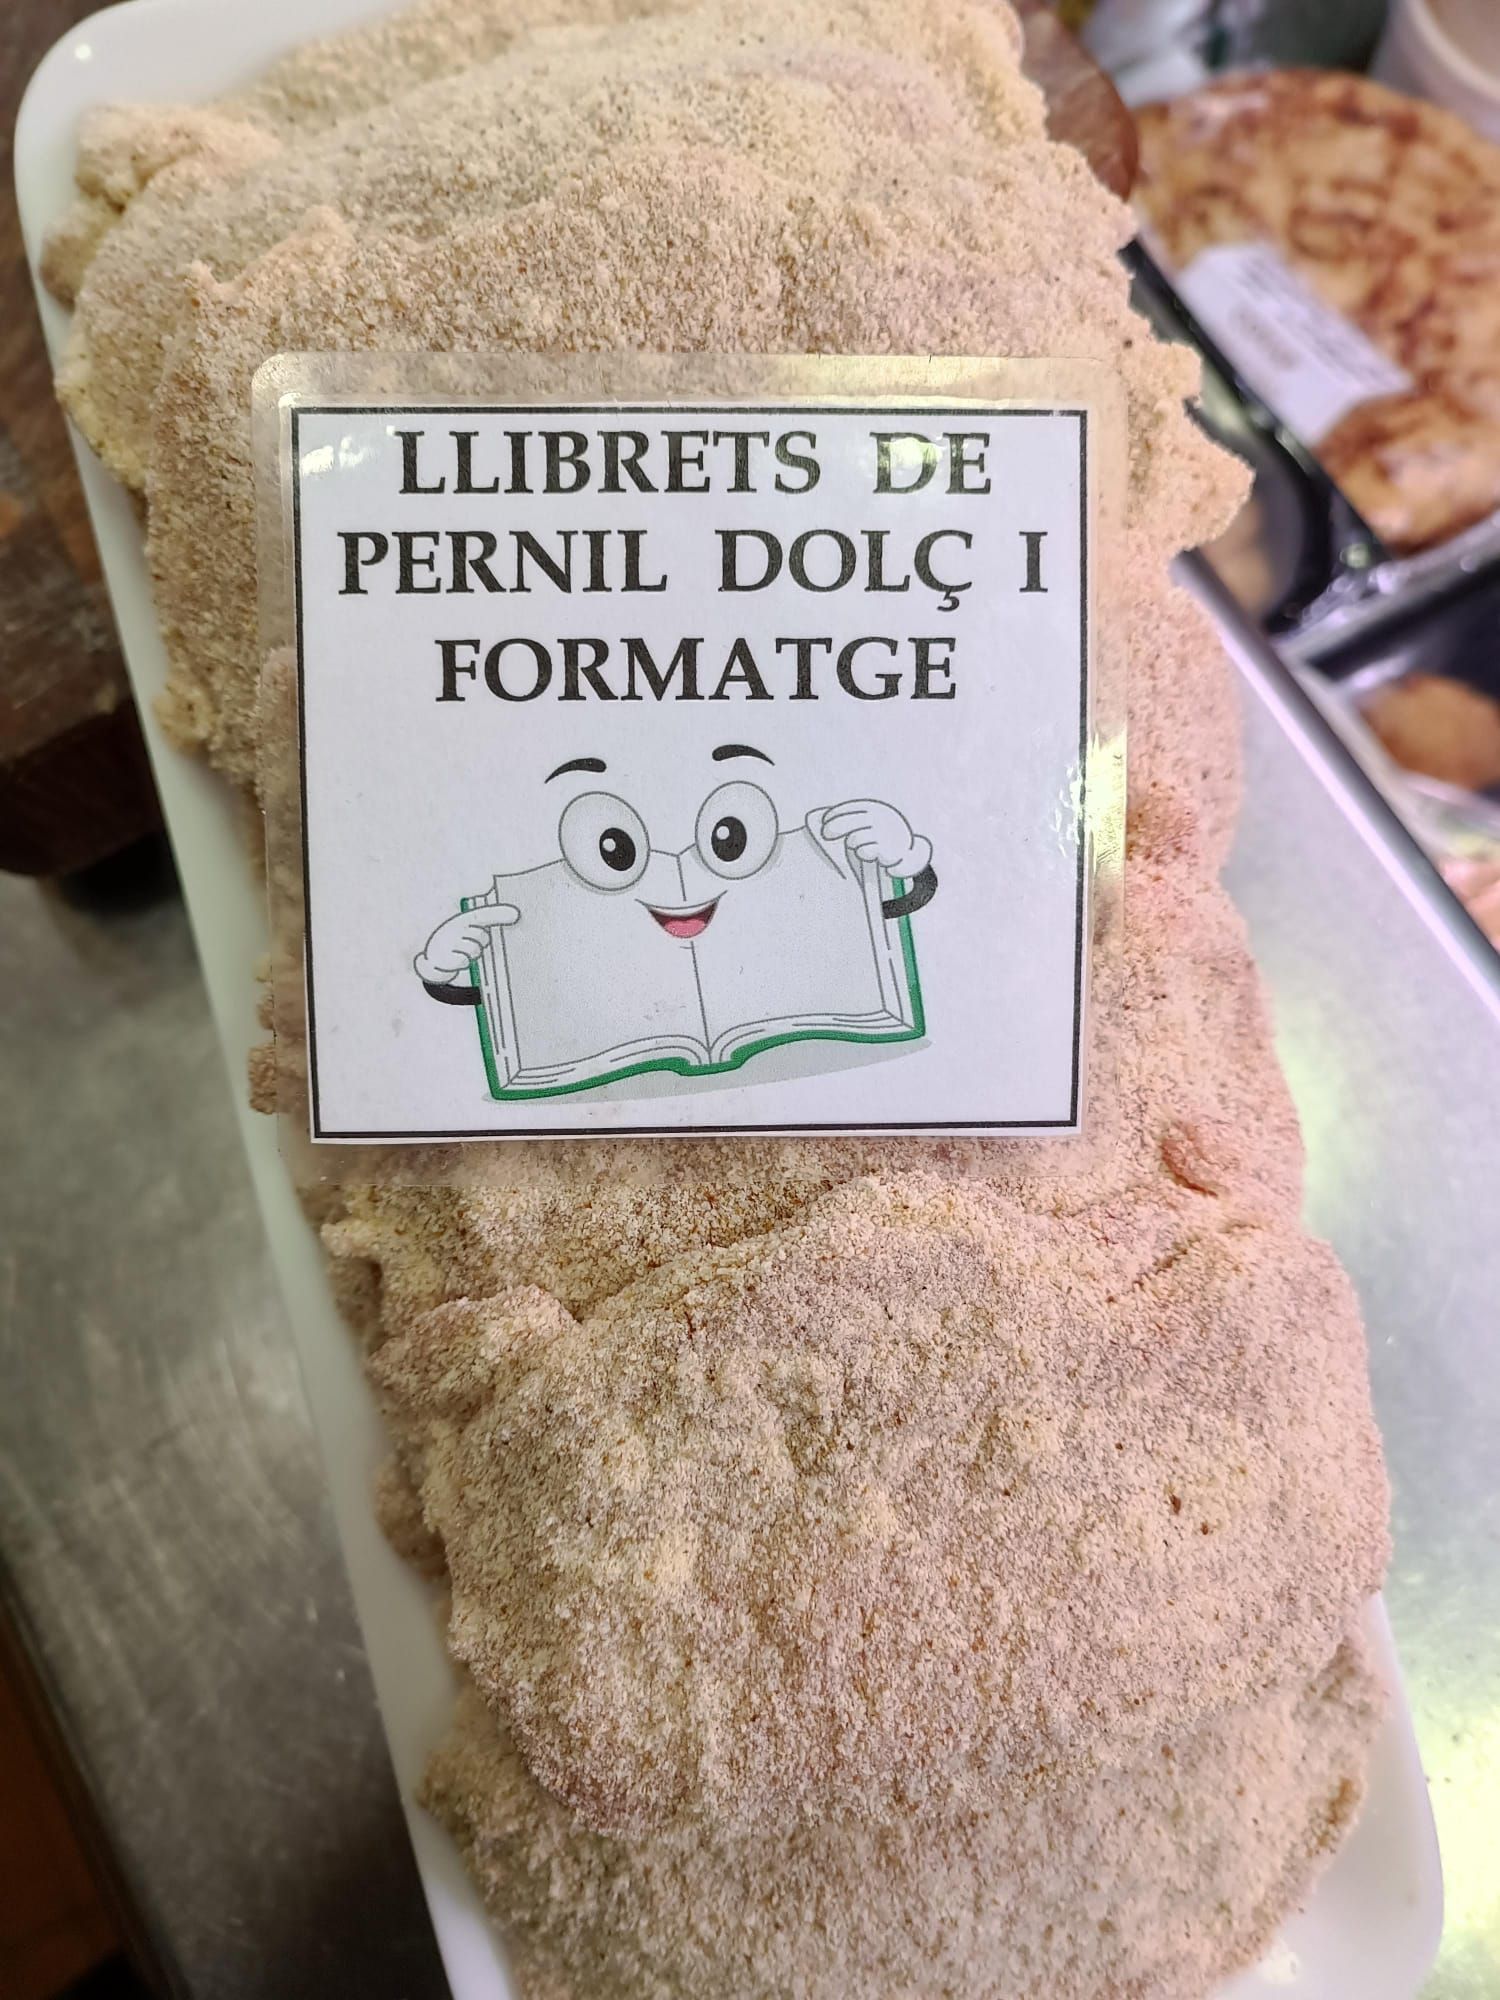 LLIBRETS DE
PERNIL DOLÇ I
FORMATGE